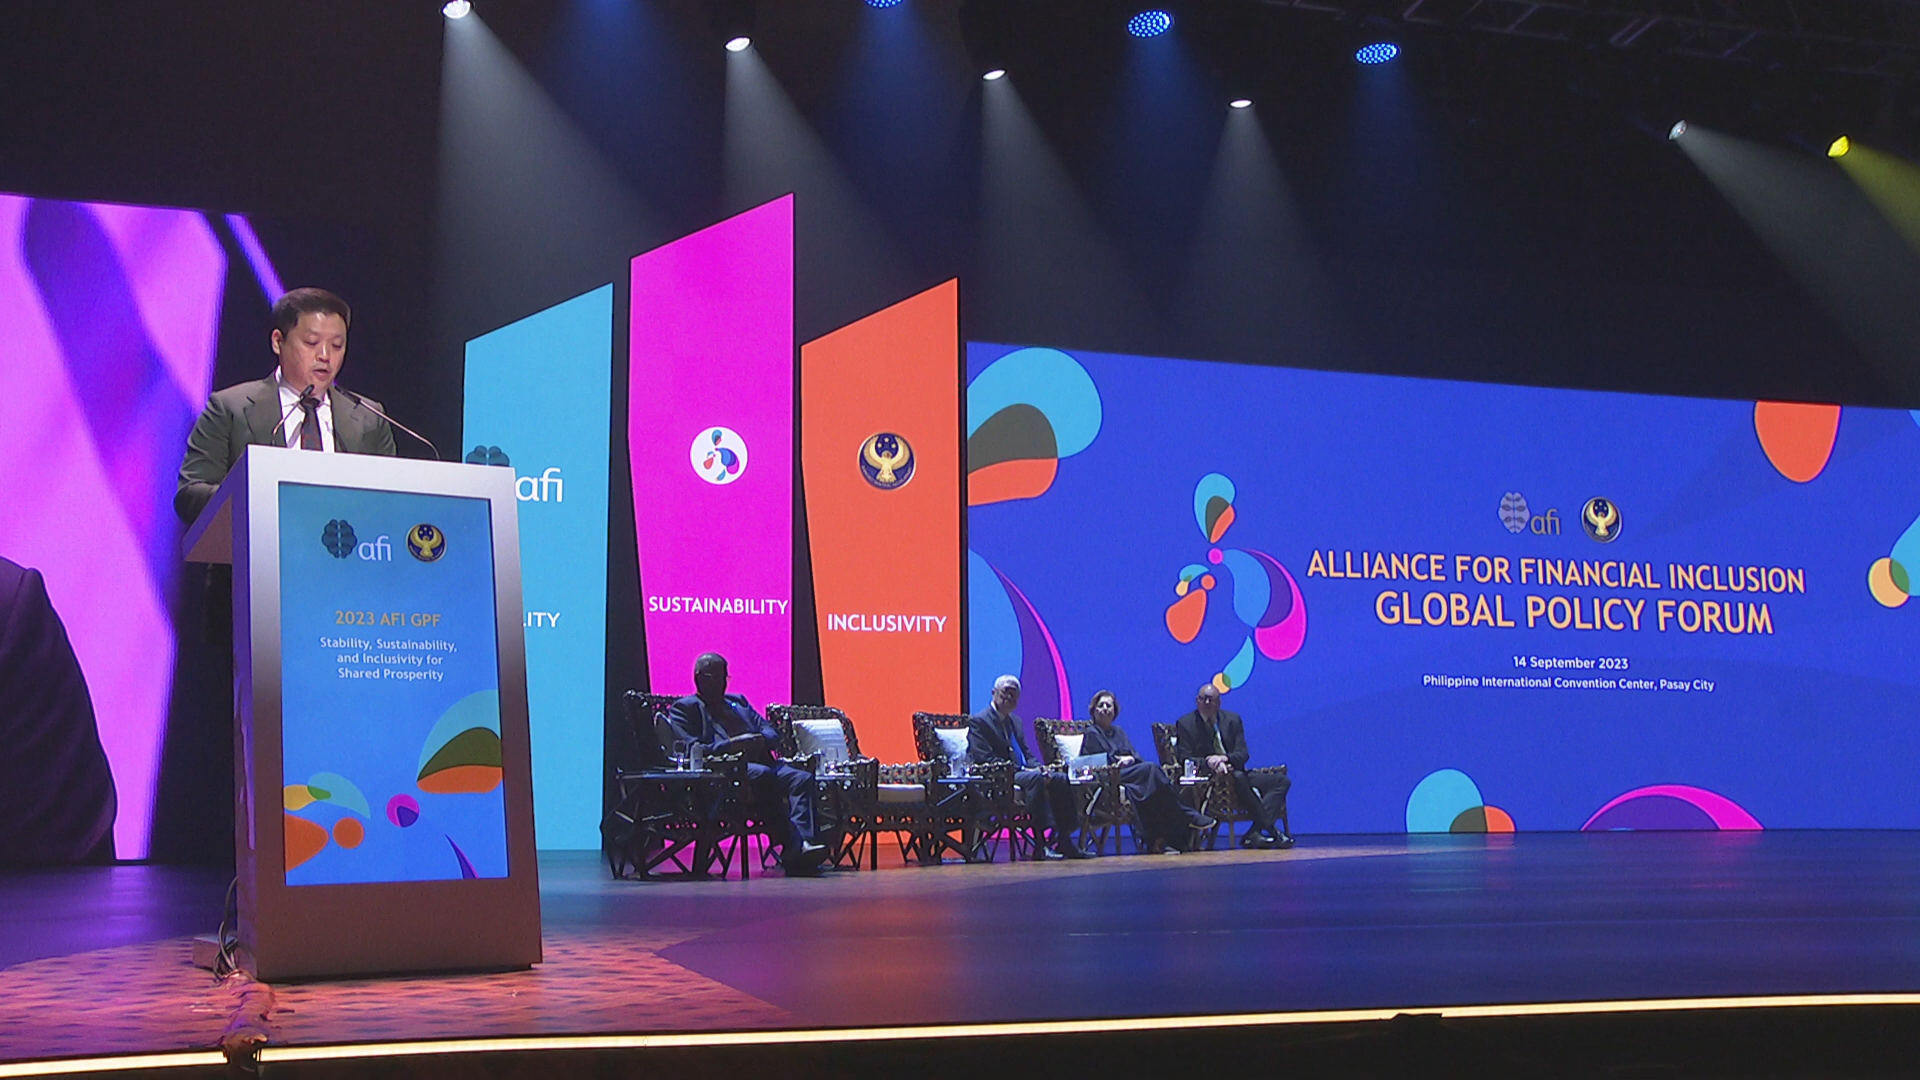 afi
2023 AFI GPF
Stability, Sustainability,
and Inclusivity for
Shared Prosperity
afi
LITY
SUSTAINABILITY
INCLUSIVITY
afi
ALLIANCE FOR FINANCIAL INCLUSION
GLOBAL POLICY FORUM
14 September 2023
Philippine International Convention Center, Pasay City